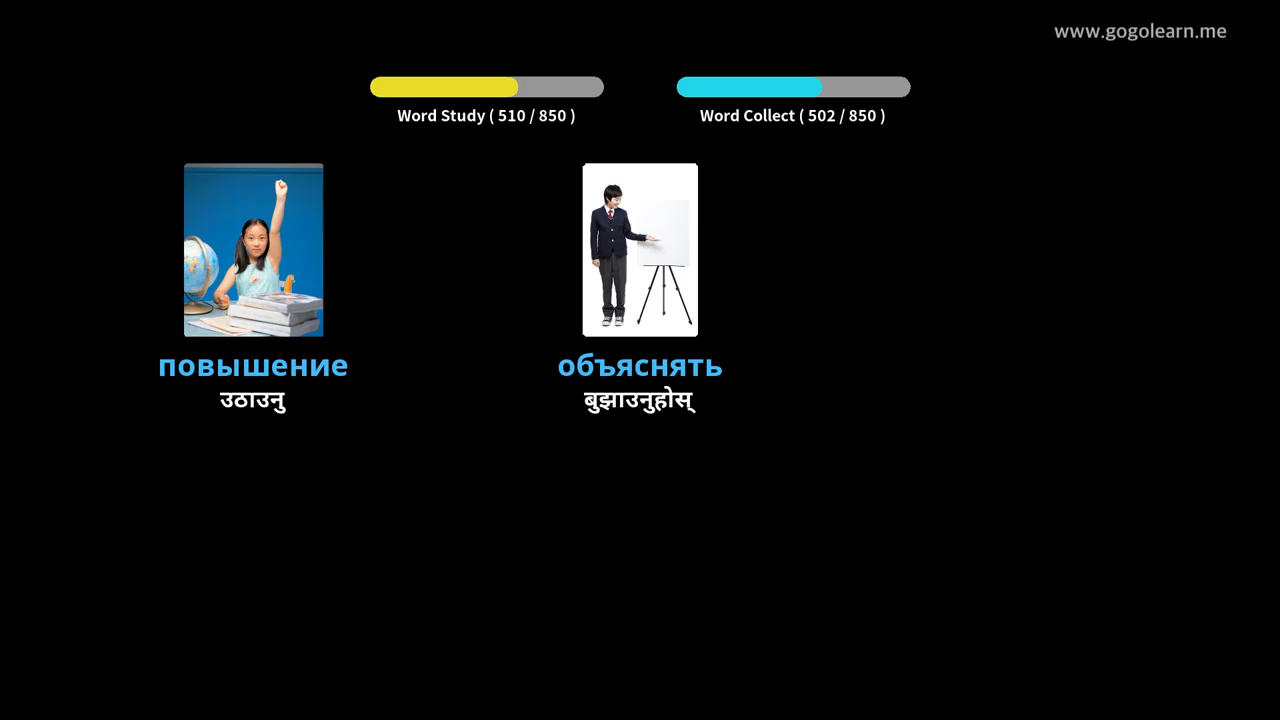 www.gogolearn.me
Word Study ( 510 / 850 )
Word Collect ( 502 / 850 )
повышение
उठाउनु
объяснять
बुझाउनुहोस्